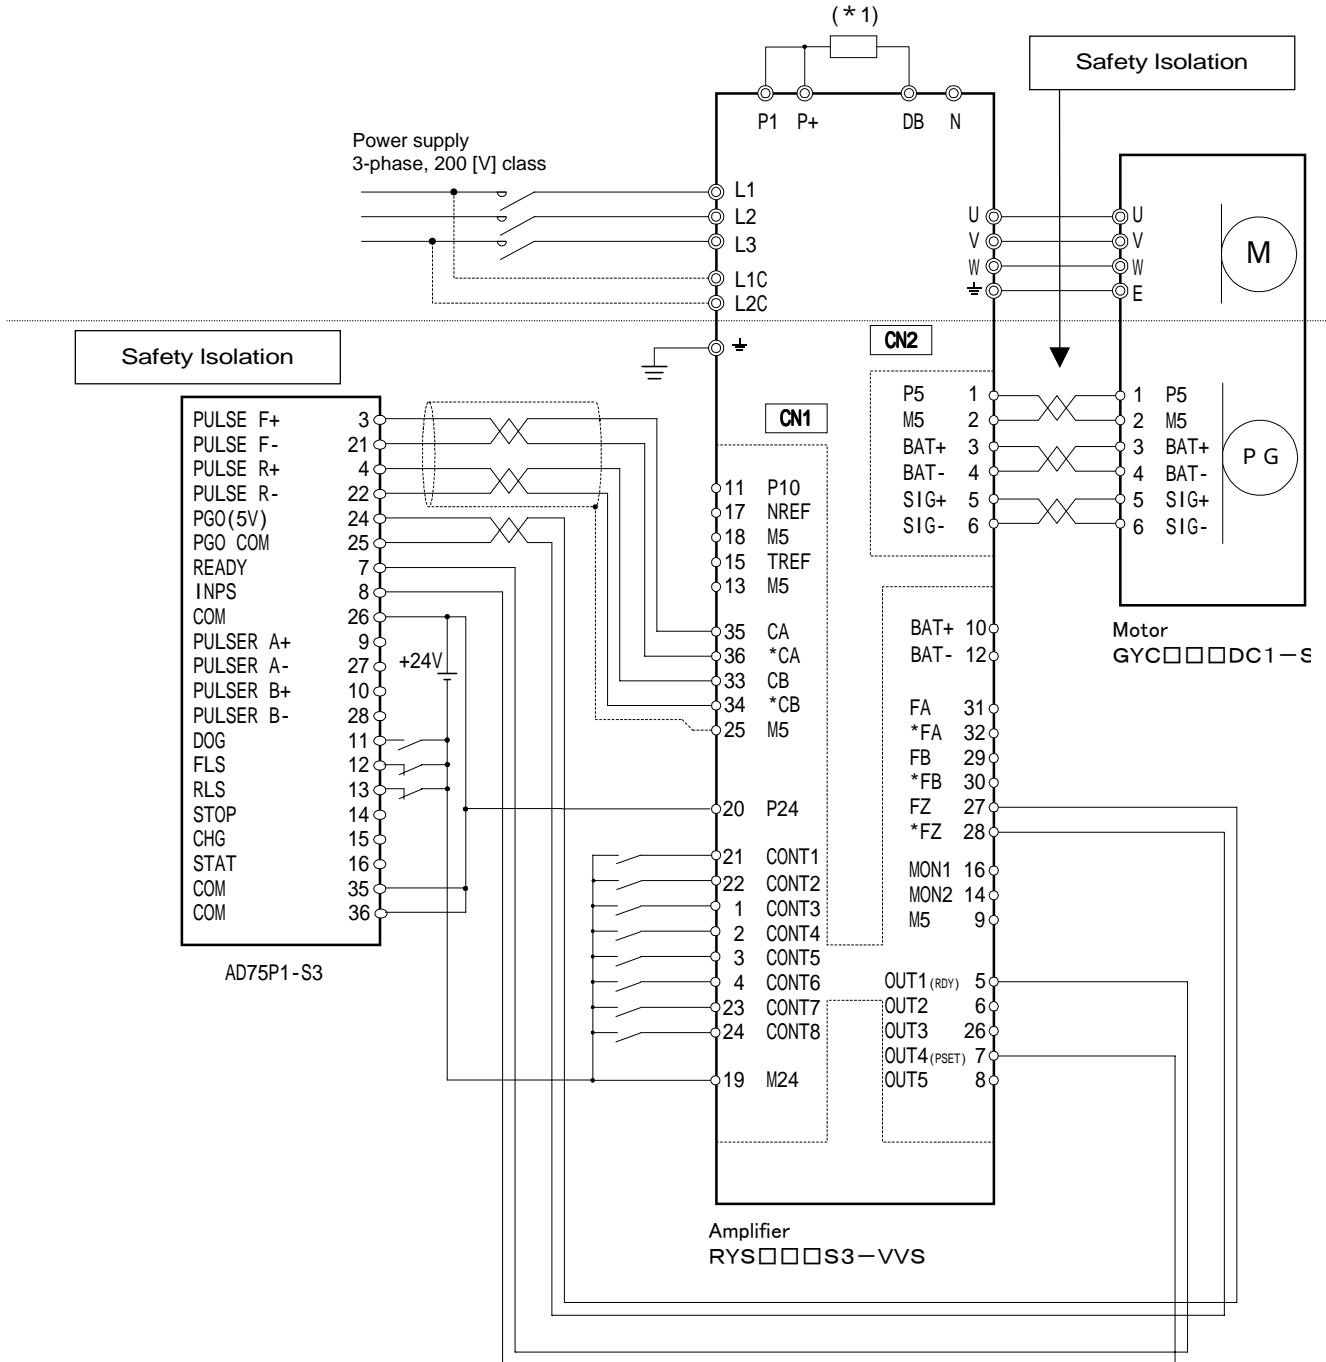 (*1)
Safety Isolation
P1 P+ DB N
Power supply
3-phase, 200 [V] class
L1
L2
L3
L1C
L2C
U
V
W
U
V
W
E
M
Safety Isolation
CN2
CN1
PULSE F+ 3
PULSE F- 21
PULSE R+ 4
PULSE R- 22
PGO(5V) 24
PGO COM 25
READY 7
INPS 8
COM 26
PULSER A+ 9
PULSER A- 27
PULSER B+ 10
PULSER B- 28
DOG 11
FLS 12
RLS 13
STOP 14
CHG 15
STAT 16
COM 35
COM 36
AD75P1-S3
+24V
11 P10
17 NREF
18 M5
15 TREF
13 M5
35 CA
36 *CA
33 CB
34 *CB
25 M5
20 P24
21 CONT1
22 CONT2
1 CONT3
2 CONT4
3 CONT5
4 CONT6
23 CONT7
24 CONT8
19 M24
P5 1
M5 2
BAT+ 3
BAT- 4
SIG+ 5
SIG- 6
1 P5
2 M5
3 BAT+
4 BAT-
5 SIG+
6 SIG-
PG
Motor
GYC□□□DC1-S
BAT+ 10
BAT- 12
FA 31
*FA 32
FB 29
*FB 30
FZ 27
*FZ 28
MON1 16
MON2 14
M5 9
OUT1(RDY) 5
OUT2 6
OUT3 26
OUT4(PSET) 7
OUT5 8
Amplifier
RYS□□□S3-VVS